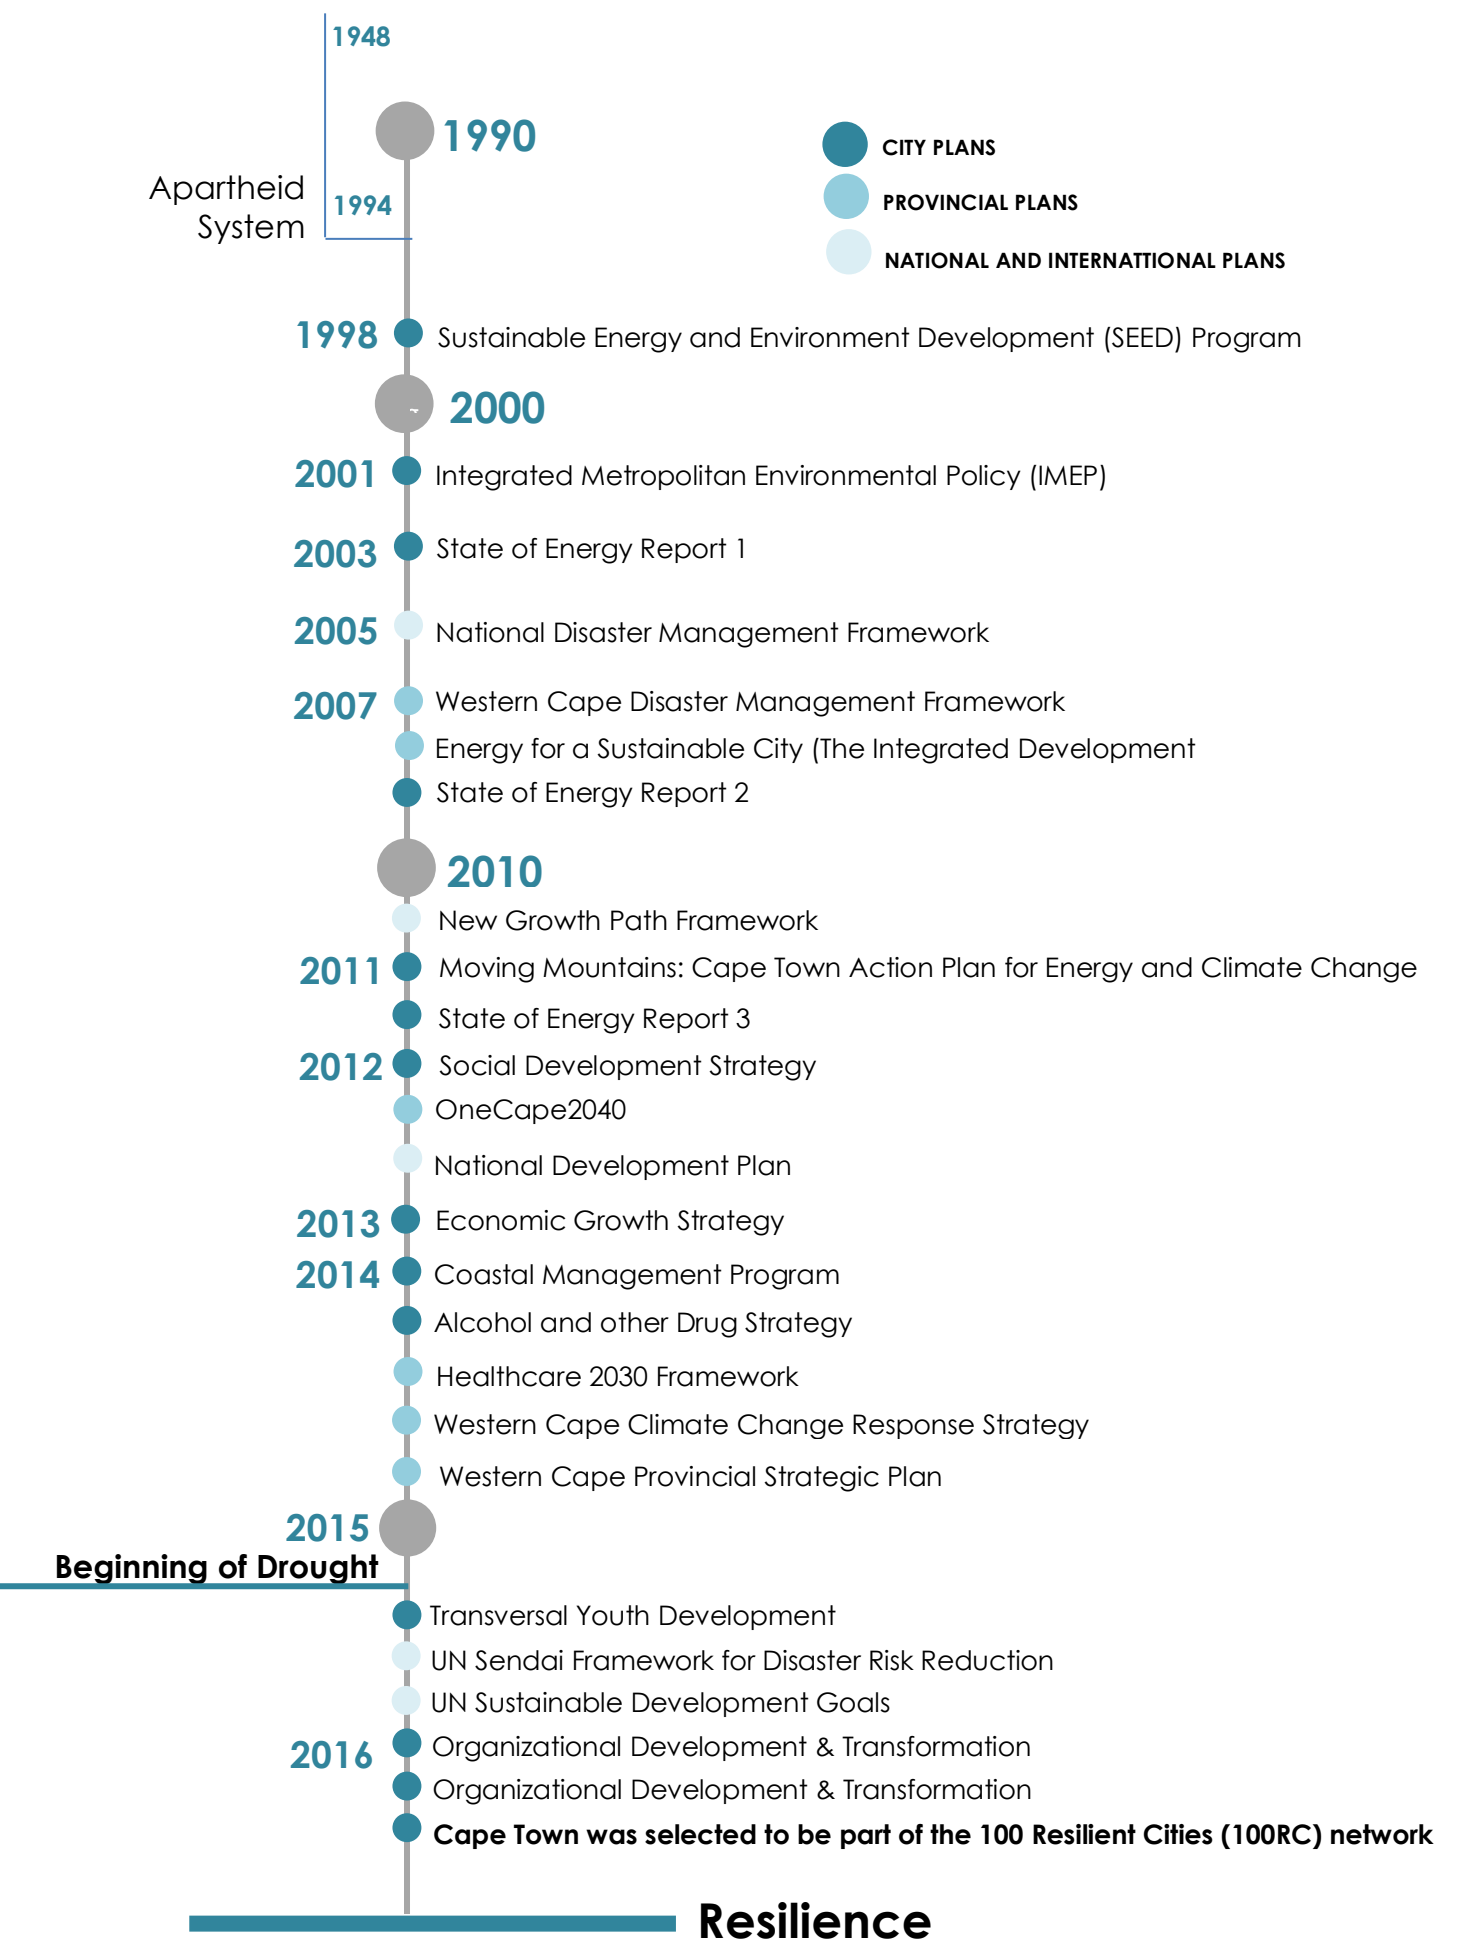 1948
1990
CITY PLANS
Apartheid
System
1994
PROVINCIAL PLANS
NATIONAL AND INTERNATTIONAL PLANS
1998
Sustainable Energy and Environment Development (SEED) Program
2000
2001
Integrated Metropolitan Environmental Policy (IMEP)
2003
State of Energy Report 1
2005
National Disaster Management Framework
2007
Western Cape Disaster Management Framework
Energy for a Sustainable City (The Integrated Development
State of Energy Report 2
2010
New Growth Path Framework
2011
Moving Mountains: Cape Town Action Plan for Energy and Climate Change
State of Energy Report 3
2012
Social Development Strategy
OneCape2040
National Development Plan
2013
Economic Growth Strategy
2014
Coastal Management Program
Alcohol and other Drug Strategy
Healthcare 2030 Framework
Western Cape Climate Change Response Strategy
Western Cape Provincial Strategic Plan
2015
Beginning of Drought
Transversal Youth Development
UN Sendai Framework for Disaster Risk Reduction
UN Sustainable Development Goals
2016
Organizational Development & Transformation
Organizational Development & Transformation
Cape Town was selected to be part of the 100 Resilient Cities (100RC) network
Resilience